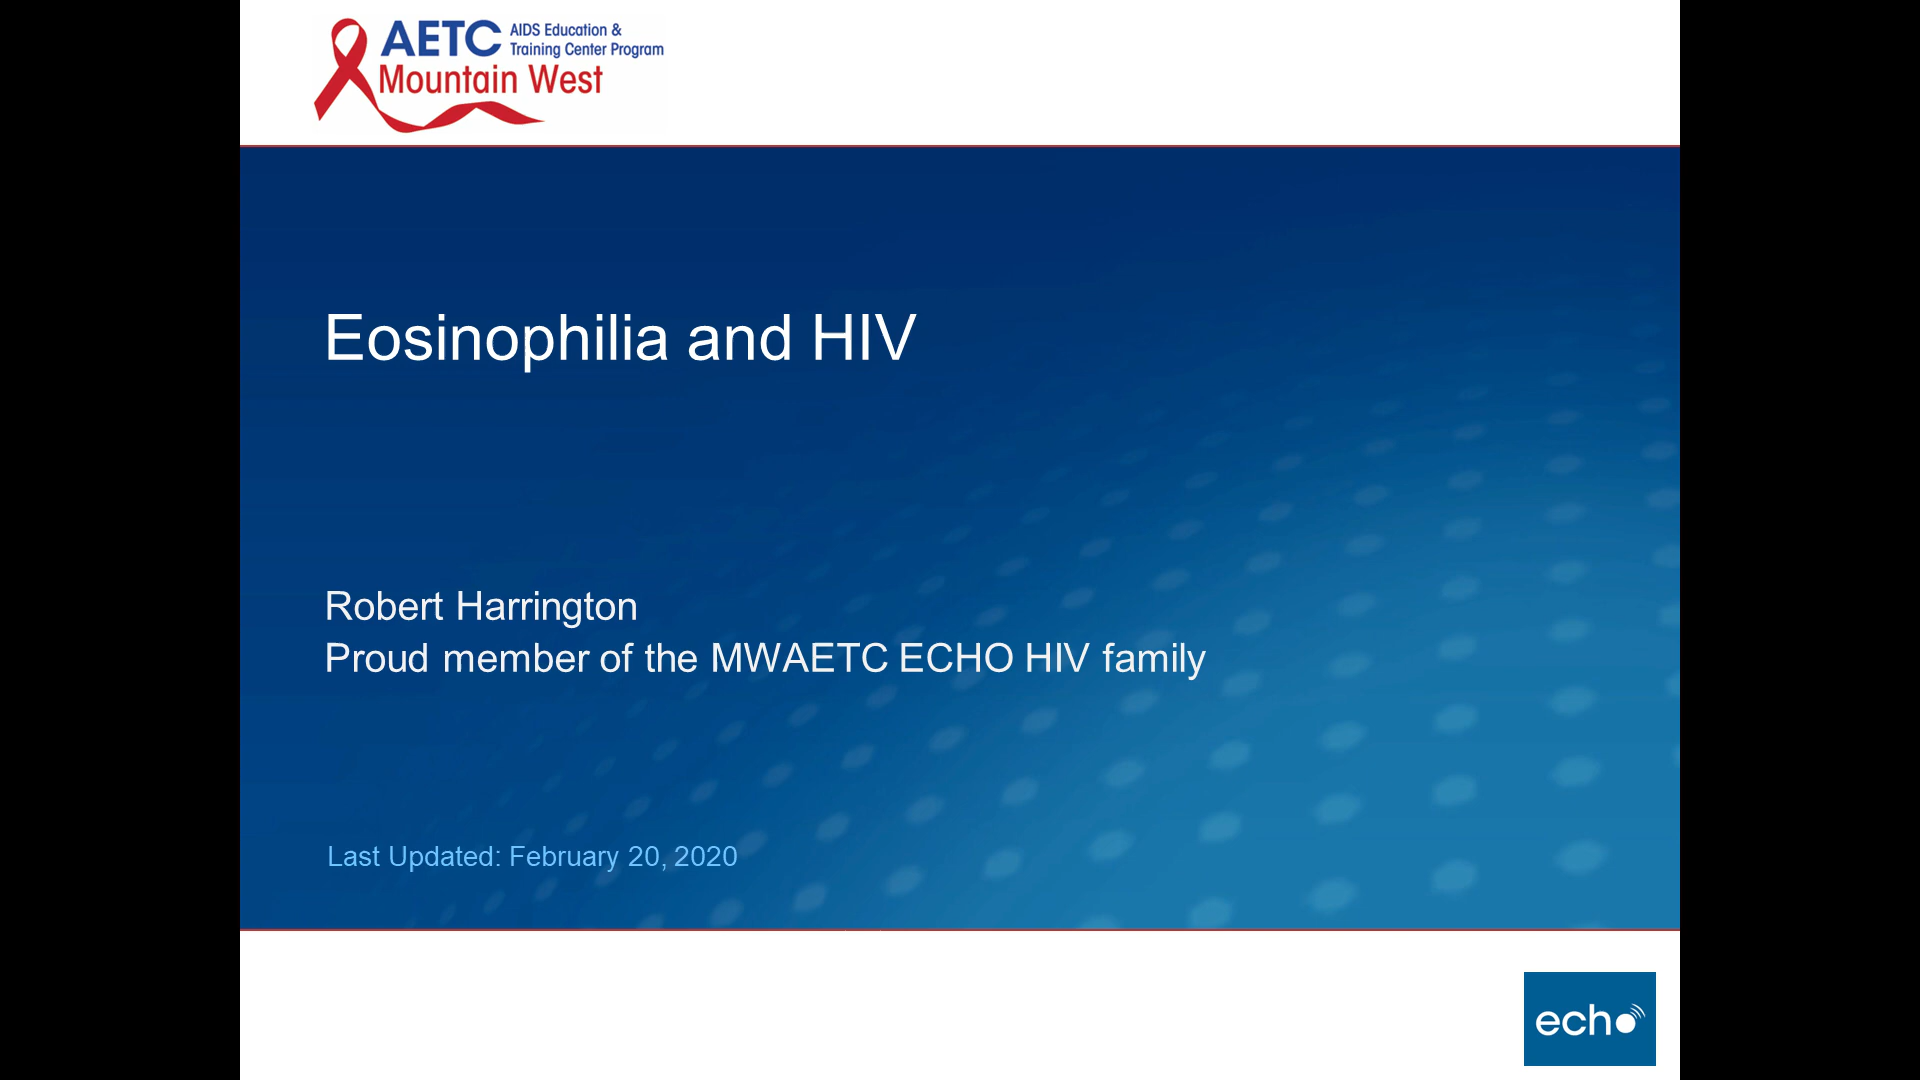 AETC AIDS Education &
Training Center Program
Mountain West
Eosinophilia and HIV
Robert Harrington
Proud member of the MWAETC ECHO HIV family
Last Updated: February 20, 2020
echo